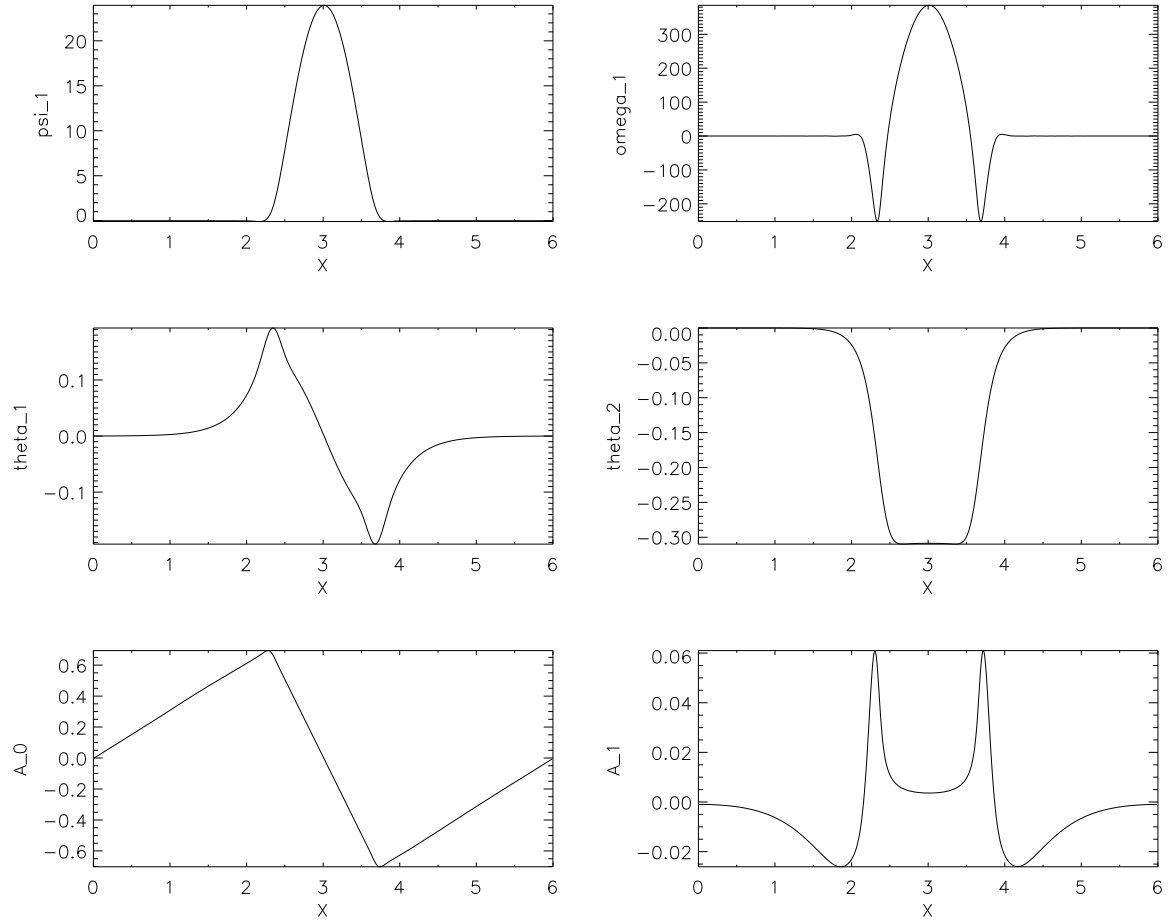 psi_1
20
15
10
5
0
0 1 2 3 4 5 6
X
omega_1
300
200
100
0
−100
−200
0 1 2 3 4 5 6
X
theta_1
0.1
0.0
−0.1
0 1 2 3 4 5 6
X
theta_2
0.00
−0.05
−0.10
−0.15
−0.20
−0.25
−0.30
0 1 2 3 4 5 6
X
A_0
0.6
0.4
0.2
0.0
−0.2
−0.4
−0.6
0 1 2 3 4 5 6
X
A_1
0.06
0.04
0.02
0.00
−0.02
0 1 2 3 4 5 6
X